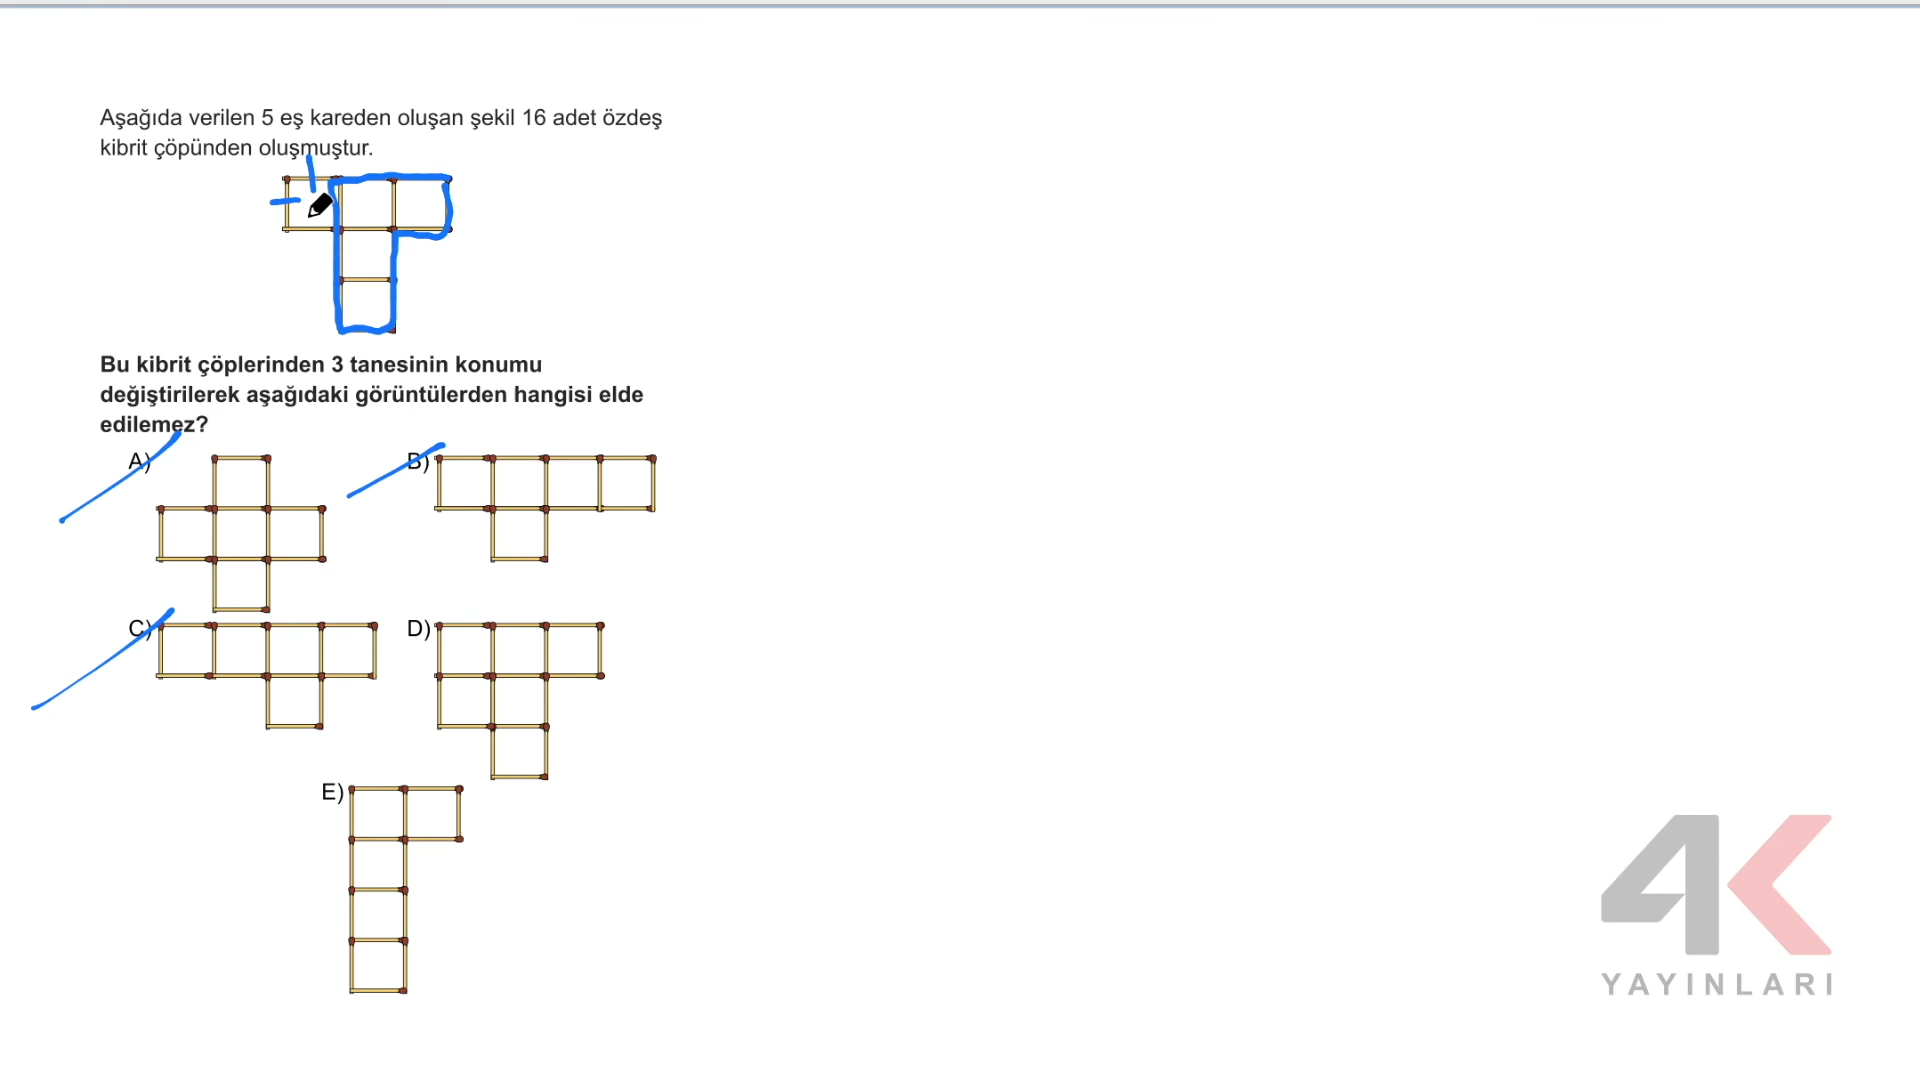 Aşağıda verilen 5 eş kareden oluşan şekil 16 adet özdeş
kibrit çöpünden oluşmuştur.
Bu kibrit çöplerinden 3 tanesinin konumu
değiştirilerek aşağıdaki görüntülerden hangisi elde
edilemez?
A)
B)
C)
D)
E)
4K
YAYINLARI